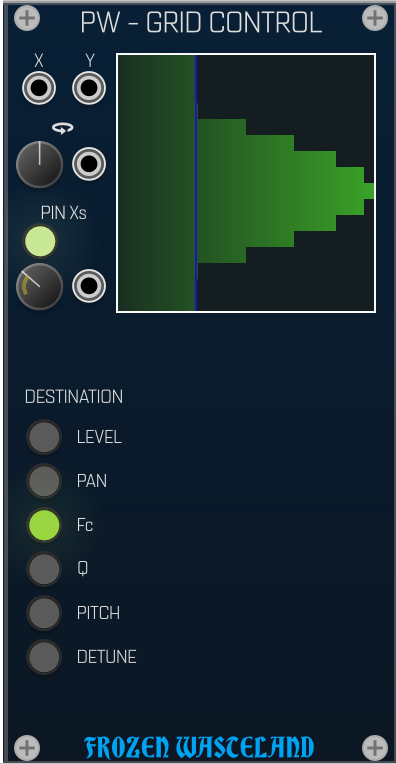 PW - GRID CONTROL
X Y
PIN Xs
DESTINATION
LEVEL
PAN
Fc
Q
PITCH
DETUNE
FROZEN WASTELAND